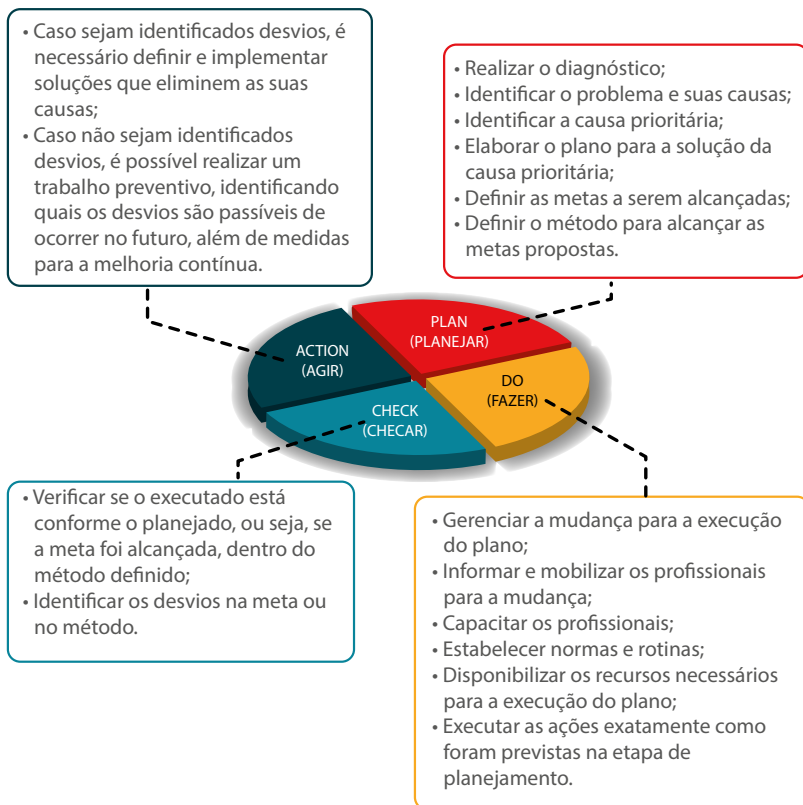 • Caso sejam identificados desvios, é
necessário definir e implementar
soluções que eliminem as suas
causas;
• Caso não sejam identificados
desvios, é possível realizar um
trabalho preventivo, identificando
quais os desvios são passíveis de
ocorrer no futuro, além de medidas
para a melhoria contínua.
• Realizar o diagnóstico;
• Identificar o problema e suas causas;
• Identificar a causa prioritária;
• Elaborar o plano para a solução da
causa prioritária;
• Definir as metas a serem alcançadas;
• Definir o método para alcançar as
metas propostas.
PLAN
(PLANEJAR)
ACTION
(AGIR)
DO
(FAZER)
CHECK
(CHECAR)
• Verificar se o executado está
conforme o planejado, ou seja, se
a meta foi alcançada, dentro do
método definido;
• Identificar os desvios na meta ou
no método.
• Gerenciar a mudança para a execução
do plano;
• Informar e mobilizar os profissionais
para a mudança;
• Capacitar os profissionais;
• Estabelecer normas e rotinas;
• Disponibilizar os recursos necessários
para a execução do plano;
• Executar as ações exatamente como
foram previstas na etapa de
planejamento.